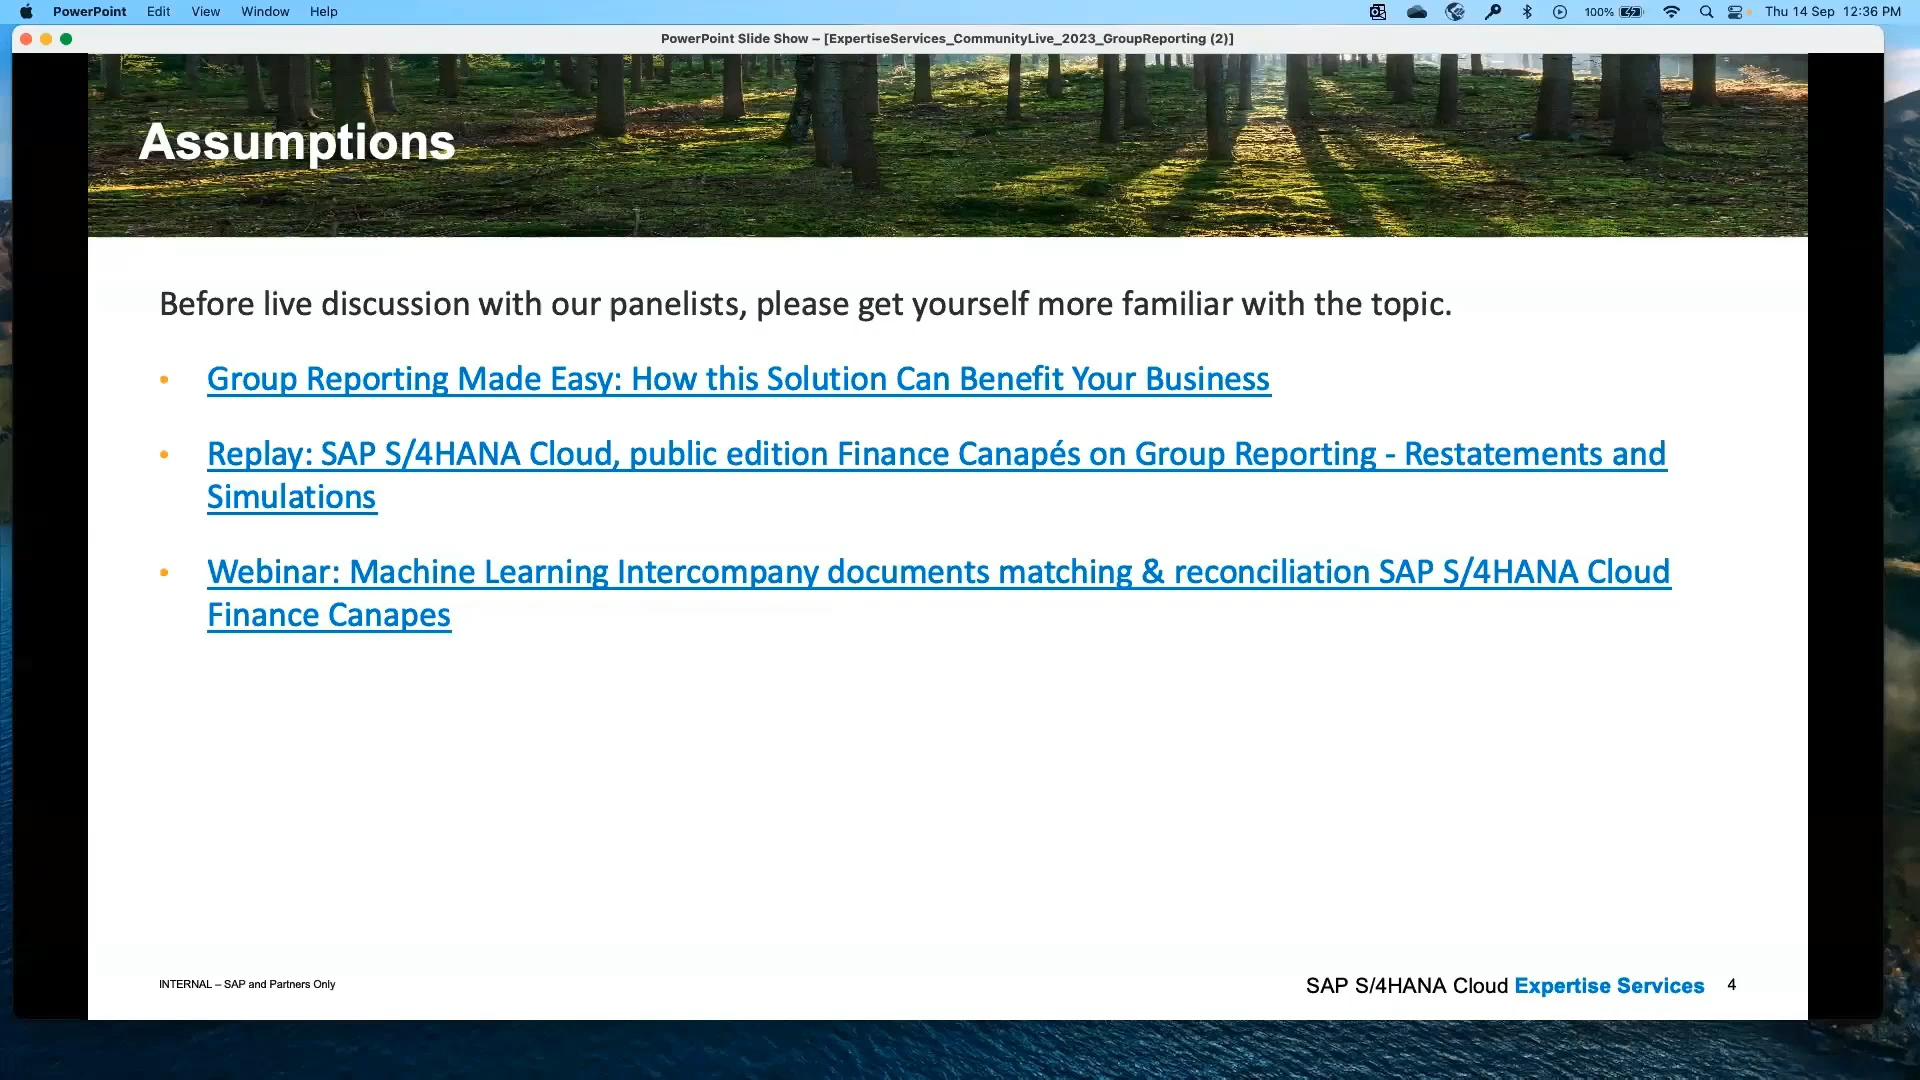 PowerPoint Edit View Window Help 100% Thu 14 Sep 12:36 PM
PowerPoint Slide Show – [ExpertiseServices_CommunityLive_2023_GroupReporting (2)]
Assumptions
Before live discussion with our panelists, please get yourself more familiar with the topic.
• Group Reporting Made Easy: How this Solution Can Benefit Your Business
• Replay: SAP S/4HANA Cloud, public edition Finance Canapés on Group Reporting - Restatements and
Simulations
• Webinar: Machine Learning Intercompany documents matching & reconciliation SAP S/4HANA Cloud
Finance Canapes
INTERNAL – SAP and Partners Only
SAP S/4HANA Cloud Expertise Services 4